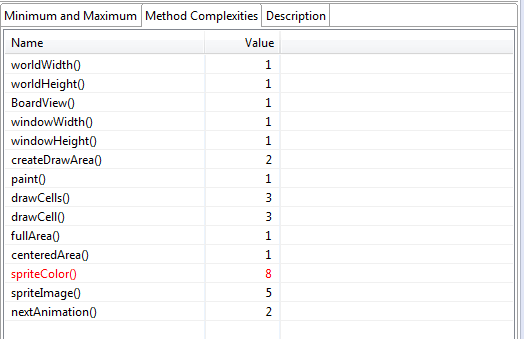 Minimum and Maximum Method Complexities Description
Name Value
worldWidth() 1
worldHeight() 1
BoardView() 1
windowWidth() 1
windowHeight() 1
createDrawArea() 2
paint() 1
drawCells() 3
drawCell() 3
fullArea() 1
centeredArea() 1
spriteColor() 8
spriteImage() 5
nextAnimation() 2